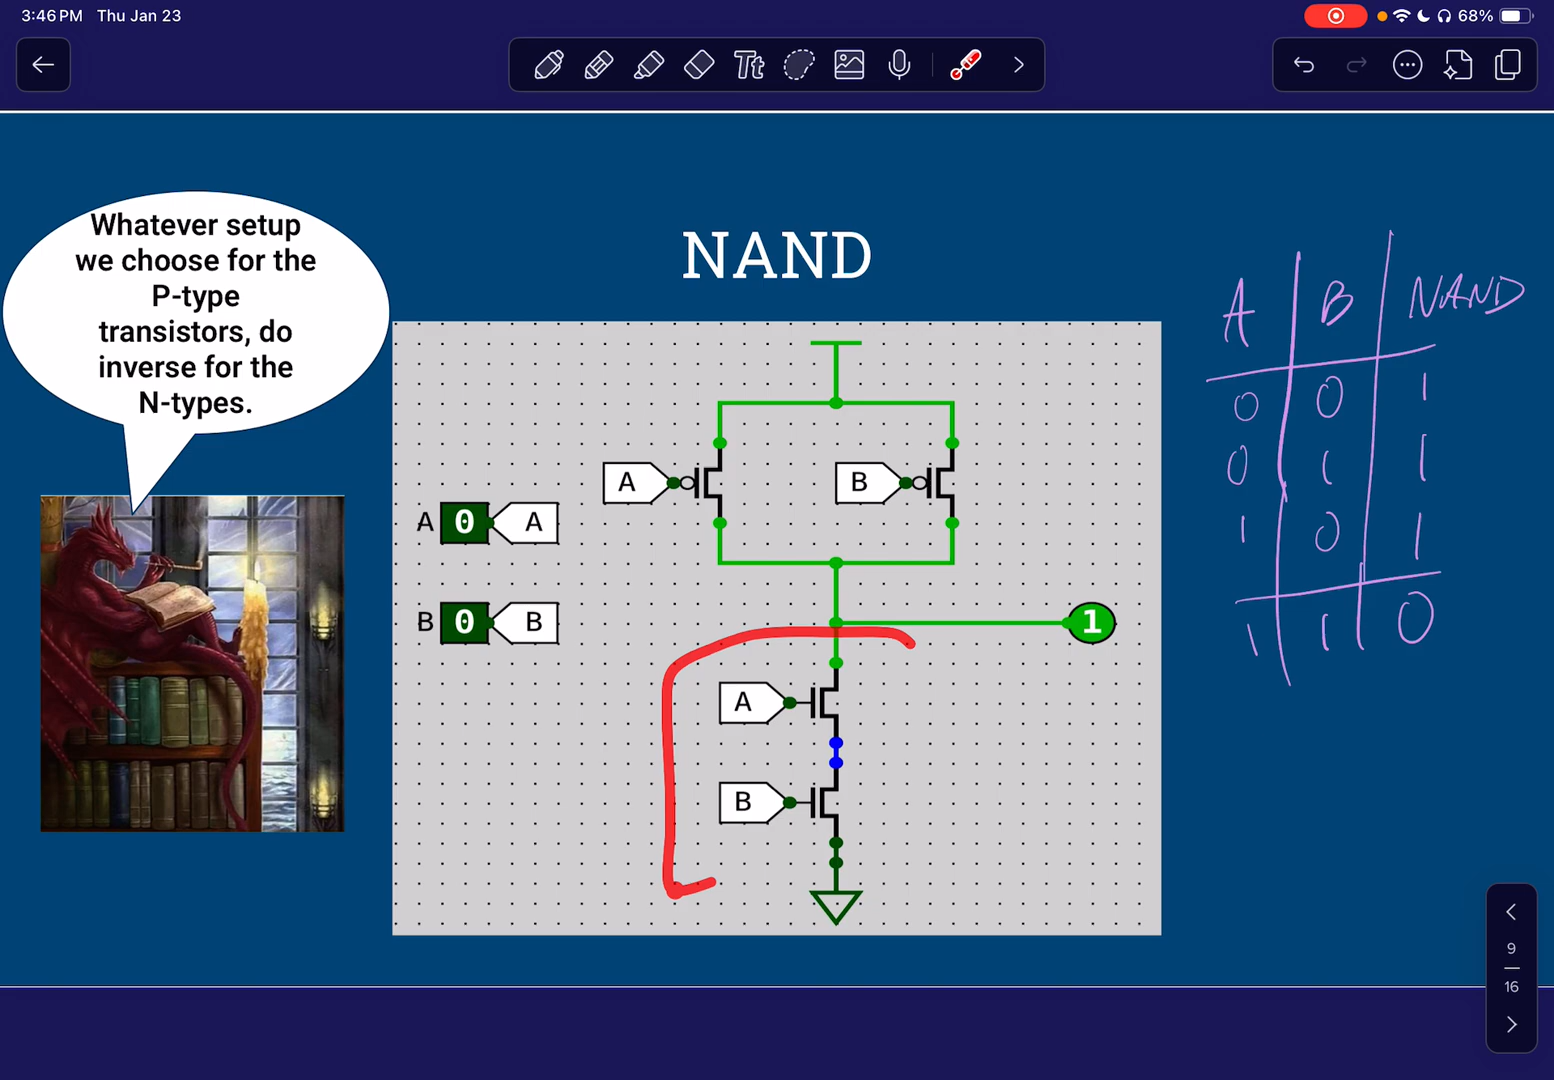 3:46 PM Thu Jan 23
68%
Tt
Whatever setup
we choose for the
P-type
transistors, do
inverse for the
N-types.
NAND
A B
A 0 A
B 0 B
1
A
B
A B NAND
0 0 1
0 1 1
1 0 1
1 1 0
9
16